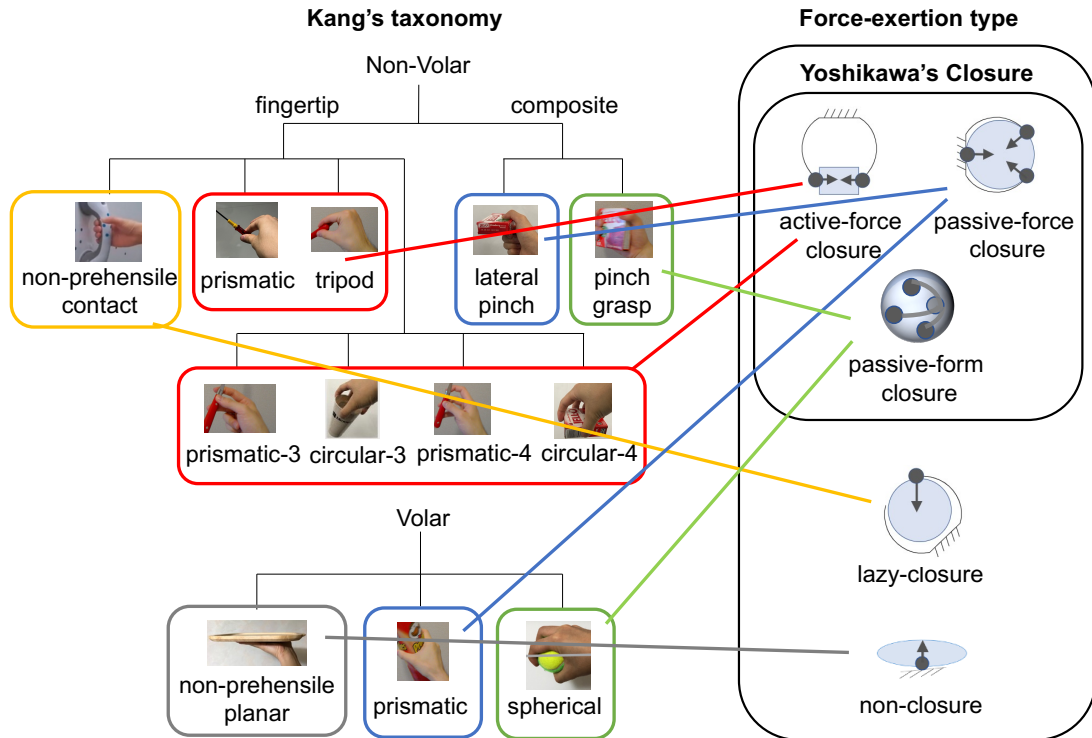 Kang's taxonomy
Force-exertion type
Non-Volar
Yoshikawa's Closure
fingertip
composite
non-prehensile
contact
prismatic
tripod
lateral
pinch
pinch
grasp
active-force
closure
passive-force
closure
passive-form
closure
prismatic-3
circular-3
prismatic-4
circular-4
Volar
lazy-closure
non-prehensile
planar
prismatic
spherical
non-closure